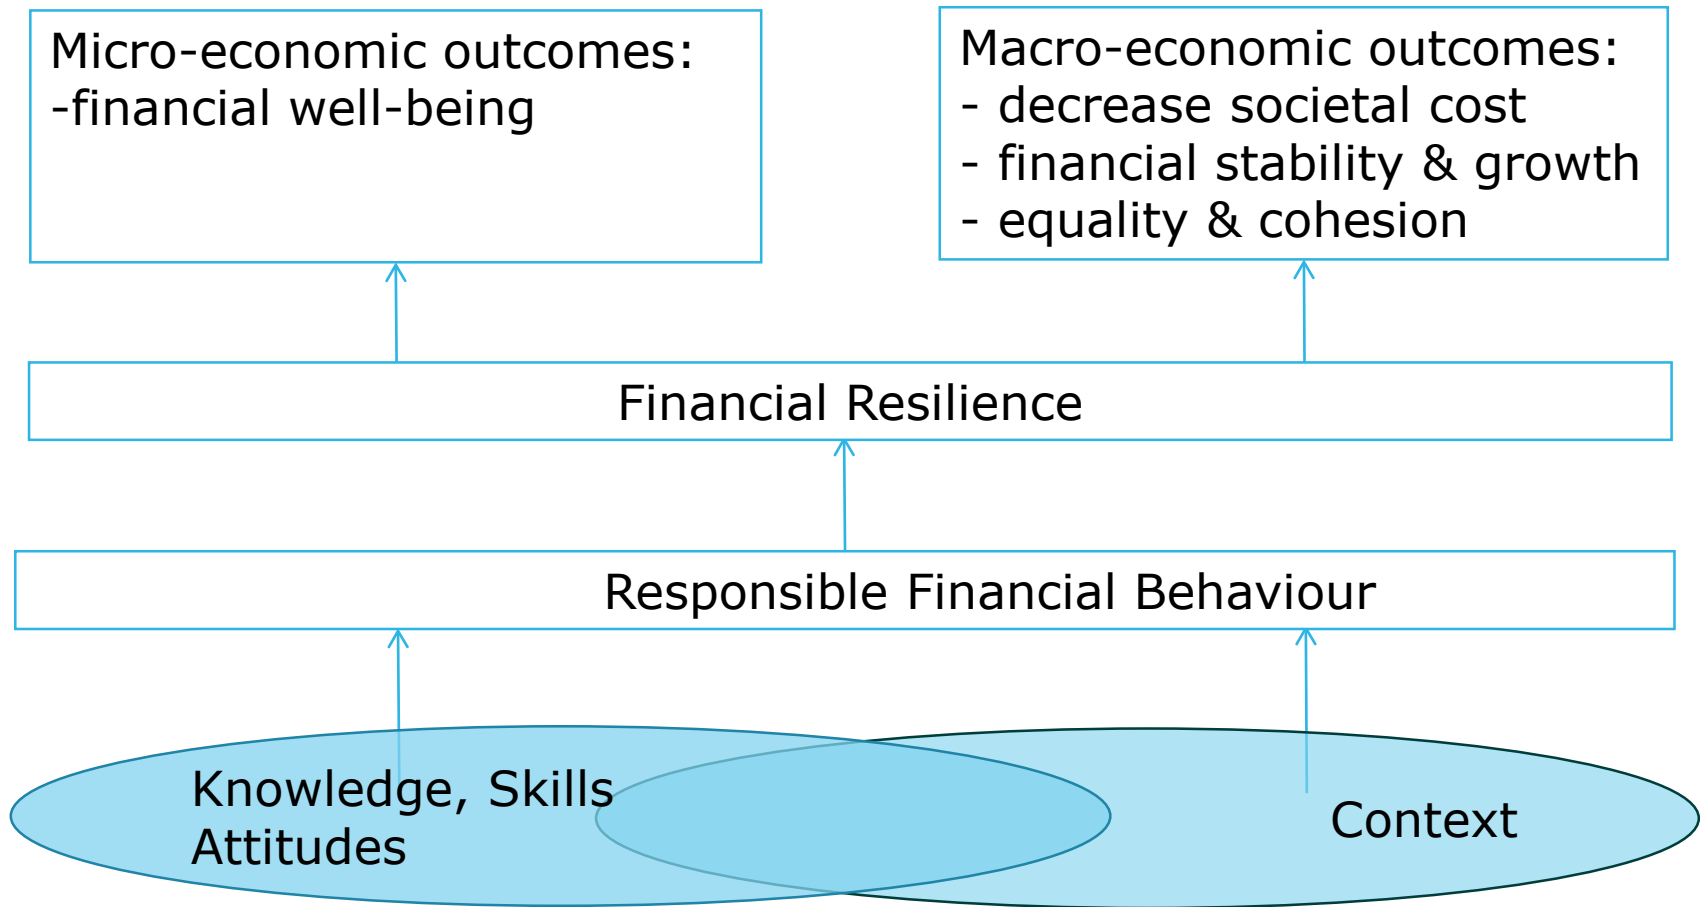 Micro-economic outcomes:
-financial well-being
Macro-economic outcomes:
- decrease societal cost
- financial stability & growth
- equality & cohesion
Financial Resilience
Responsible Financial Behaviour
Knowledge, Skills
Attitudes
Context